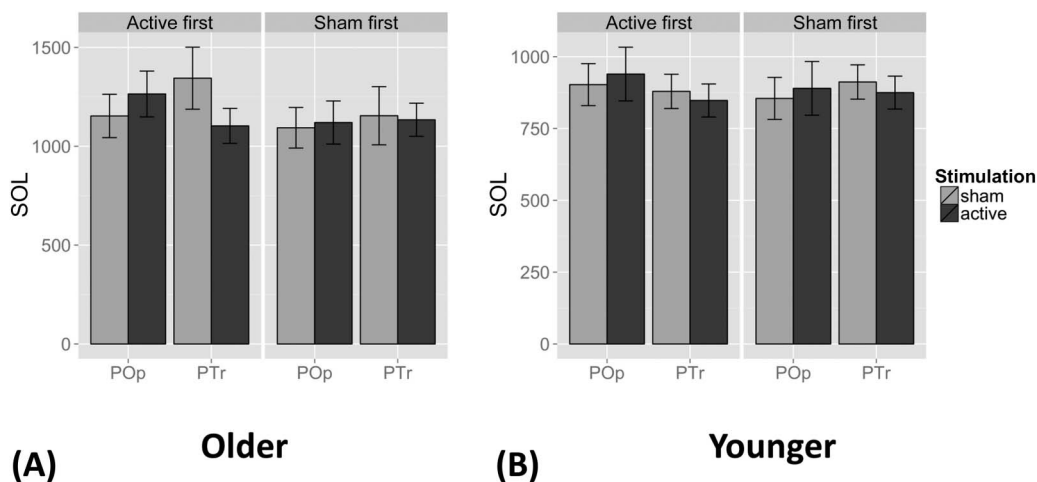 Active first
Sham first
1500
1000
500
0
SOL
POp
PTr
POp
PTr
(A)
Older
Active first
Sham first
1000
750
500
250
0
SOL
POp
PTr
POp
PTr
(B)
Younger
Stimulation
sham
active